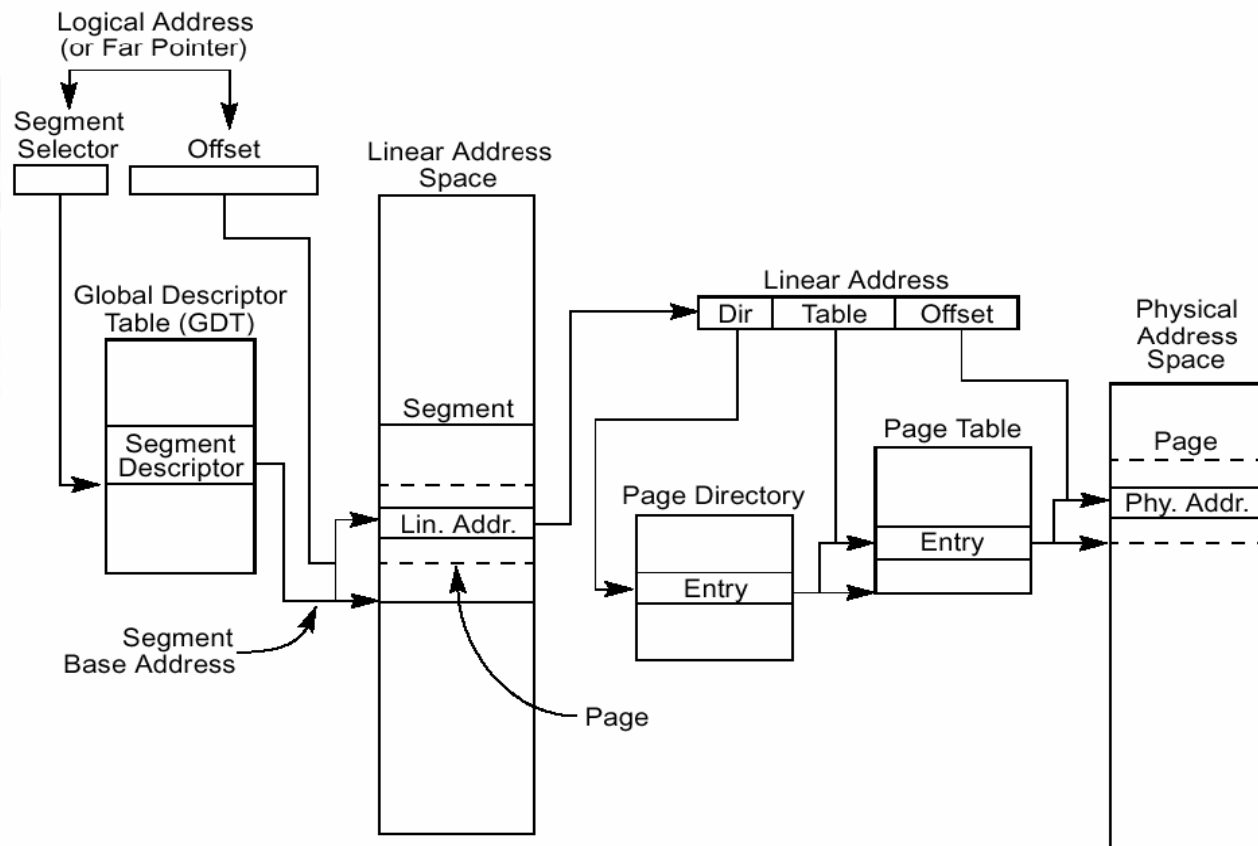 Logical Address
(or Far Pointer)
Segment
Selector
Offset
Linear Address
Space
Global Descriptor
Table (GDT)
Segment
Descriptor
Segment
Lin. Addr.
Segment
Base Address
Page
Linear Address
Dir
Table
Offset
Page Directory
Entry
Page Table
Entry
Physical
Address
Space
Page
Phy. Addr.